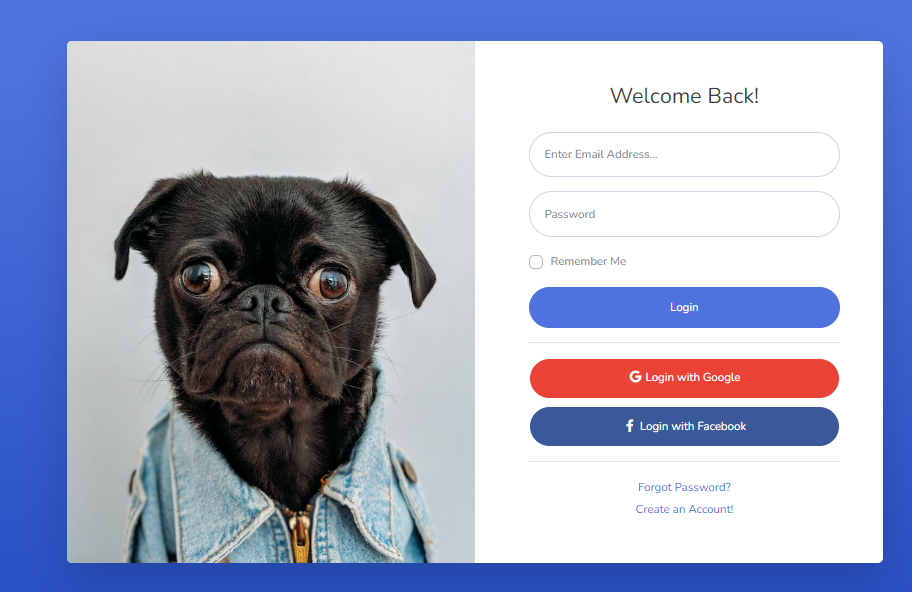 Welcome Back!
Enter Email Address...
Password
Remember Me
Login
Login with Google
Login with Facebook
Forgot Password?
Create an Account!